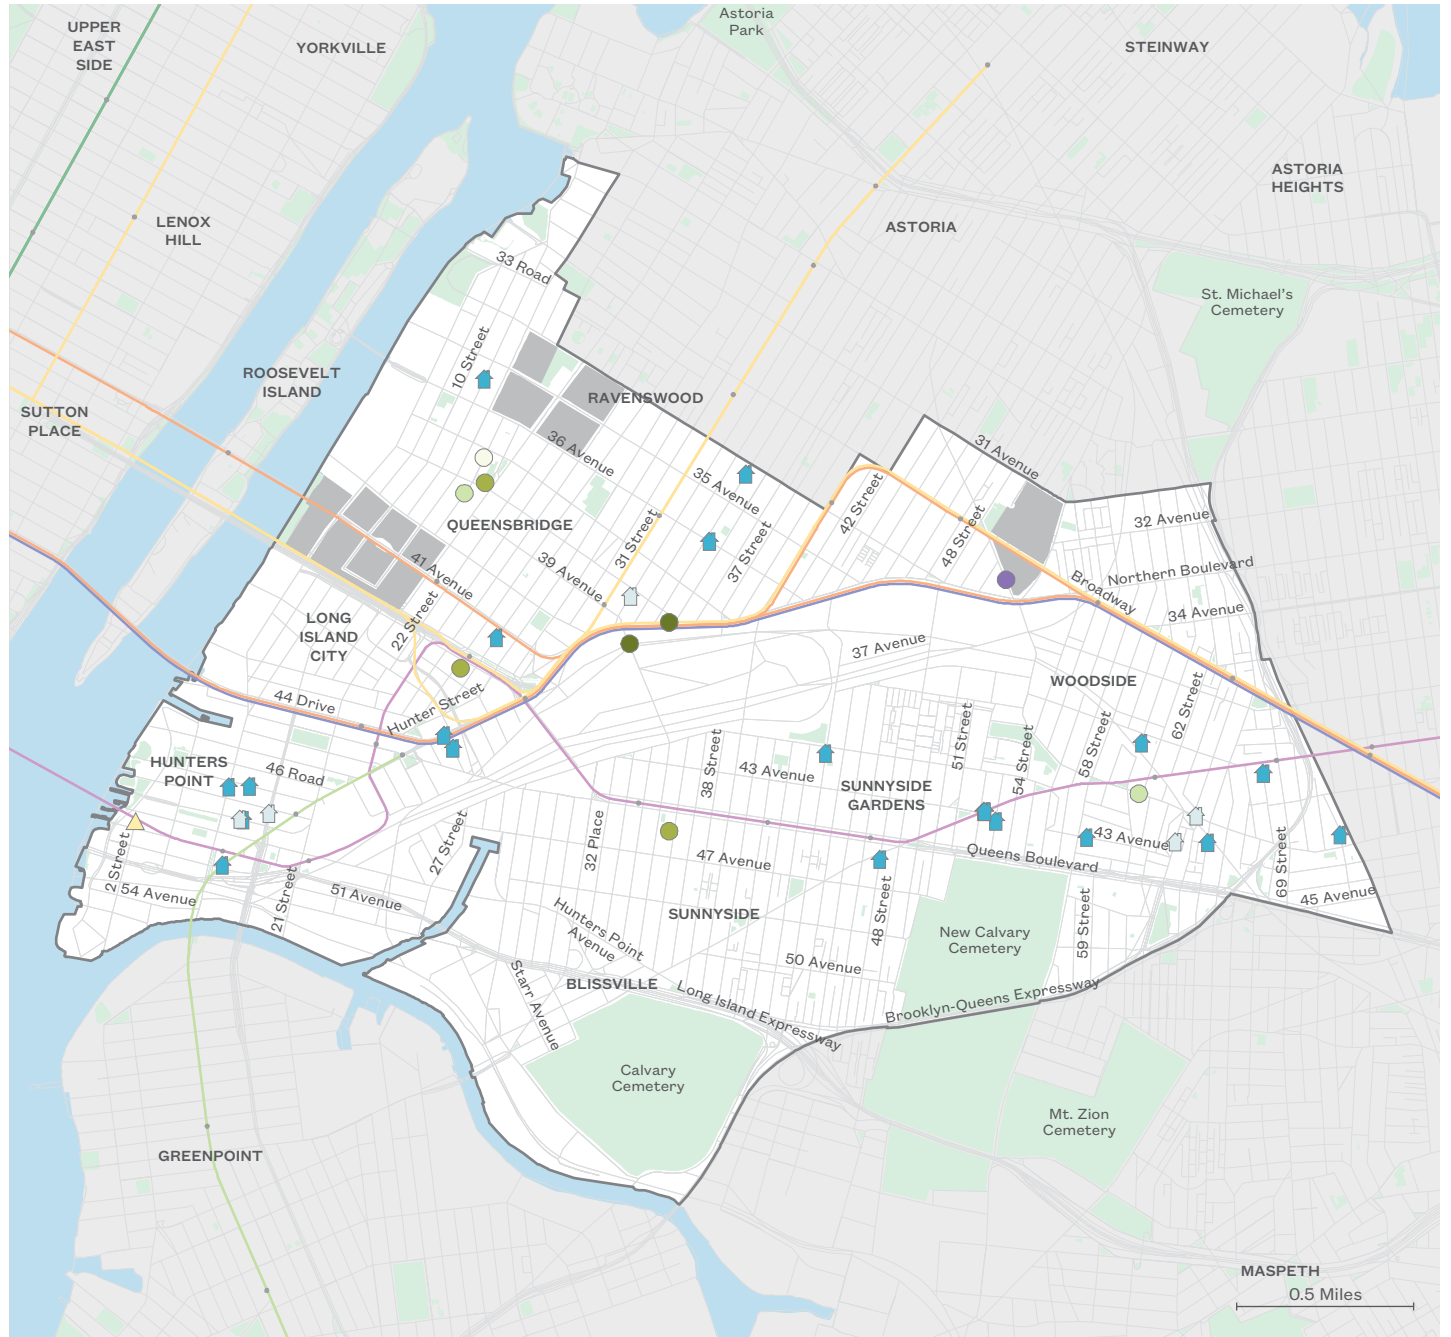 UPPER
EAST
SIDE
YORKVILLE
Astoria
Park
STEINWAY
ASTORIA
HEIGHTS
LENOX
HILL
ASTORIA
33 Road
St. Michael's
Cemetery
10 Street
ROOSEVELT
ISLAND
RAVENSWOOD
SUTTON
PLACE
36 Avenue
31 Avenue
35 Avenue
42 Street
32 Avenue
QUEENSBRIDGE
31 Street
37 Street
48 Street
39 Avenue
41 Avenue
Northern Boulevard
Broadway
34 Avenue
22 Street
LONG
ISLAND
CITY
37 Avenue
WOODSIDE
44 Drive
Hunter Street
62 Street
51 Street
54 Street
58 Street
38 Street
HUNTERS
POINT
46 Road
43 Avenue
SUNNYSIDE
GARDENS
27 Street
32 Place
43 Avenue
2 Street
47 Avenue
Queens Boulevard
69 Street
54 Avenue
51 Avenue
21 Street
45 Avenue
48 Street
59 Street
SUNNYSIDE
Hunters Point
Avenue
New Calvary
Cemetery
50 Avenue
BLISSVILLE
Starr Avenue
Long Island Expressway
Brooklyn-Queens Expressway
Calvary
Cemetery
Mt. Zion
Cemetery
GREENPOINT
MASPETH
0.5 Miles